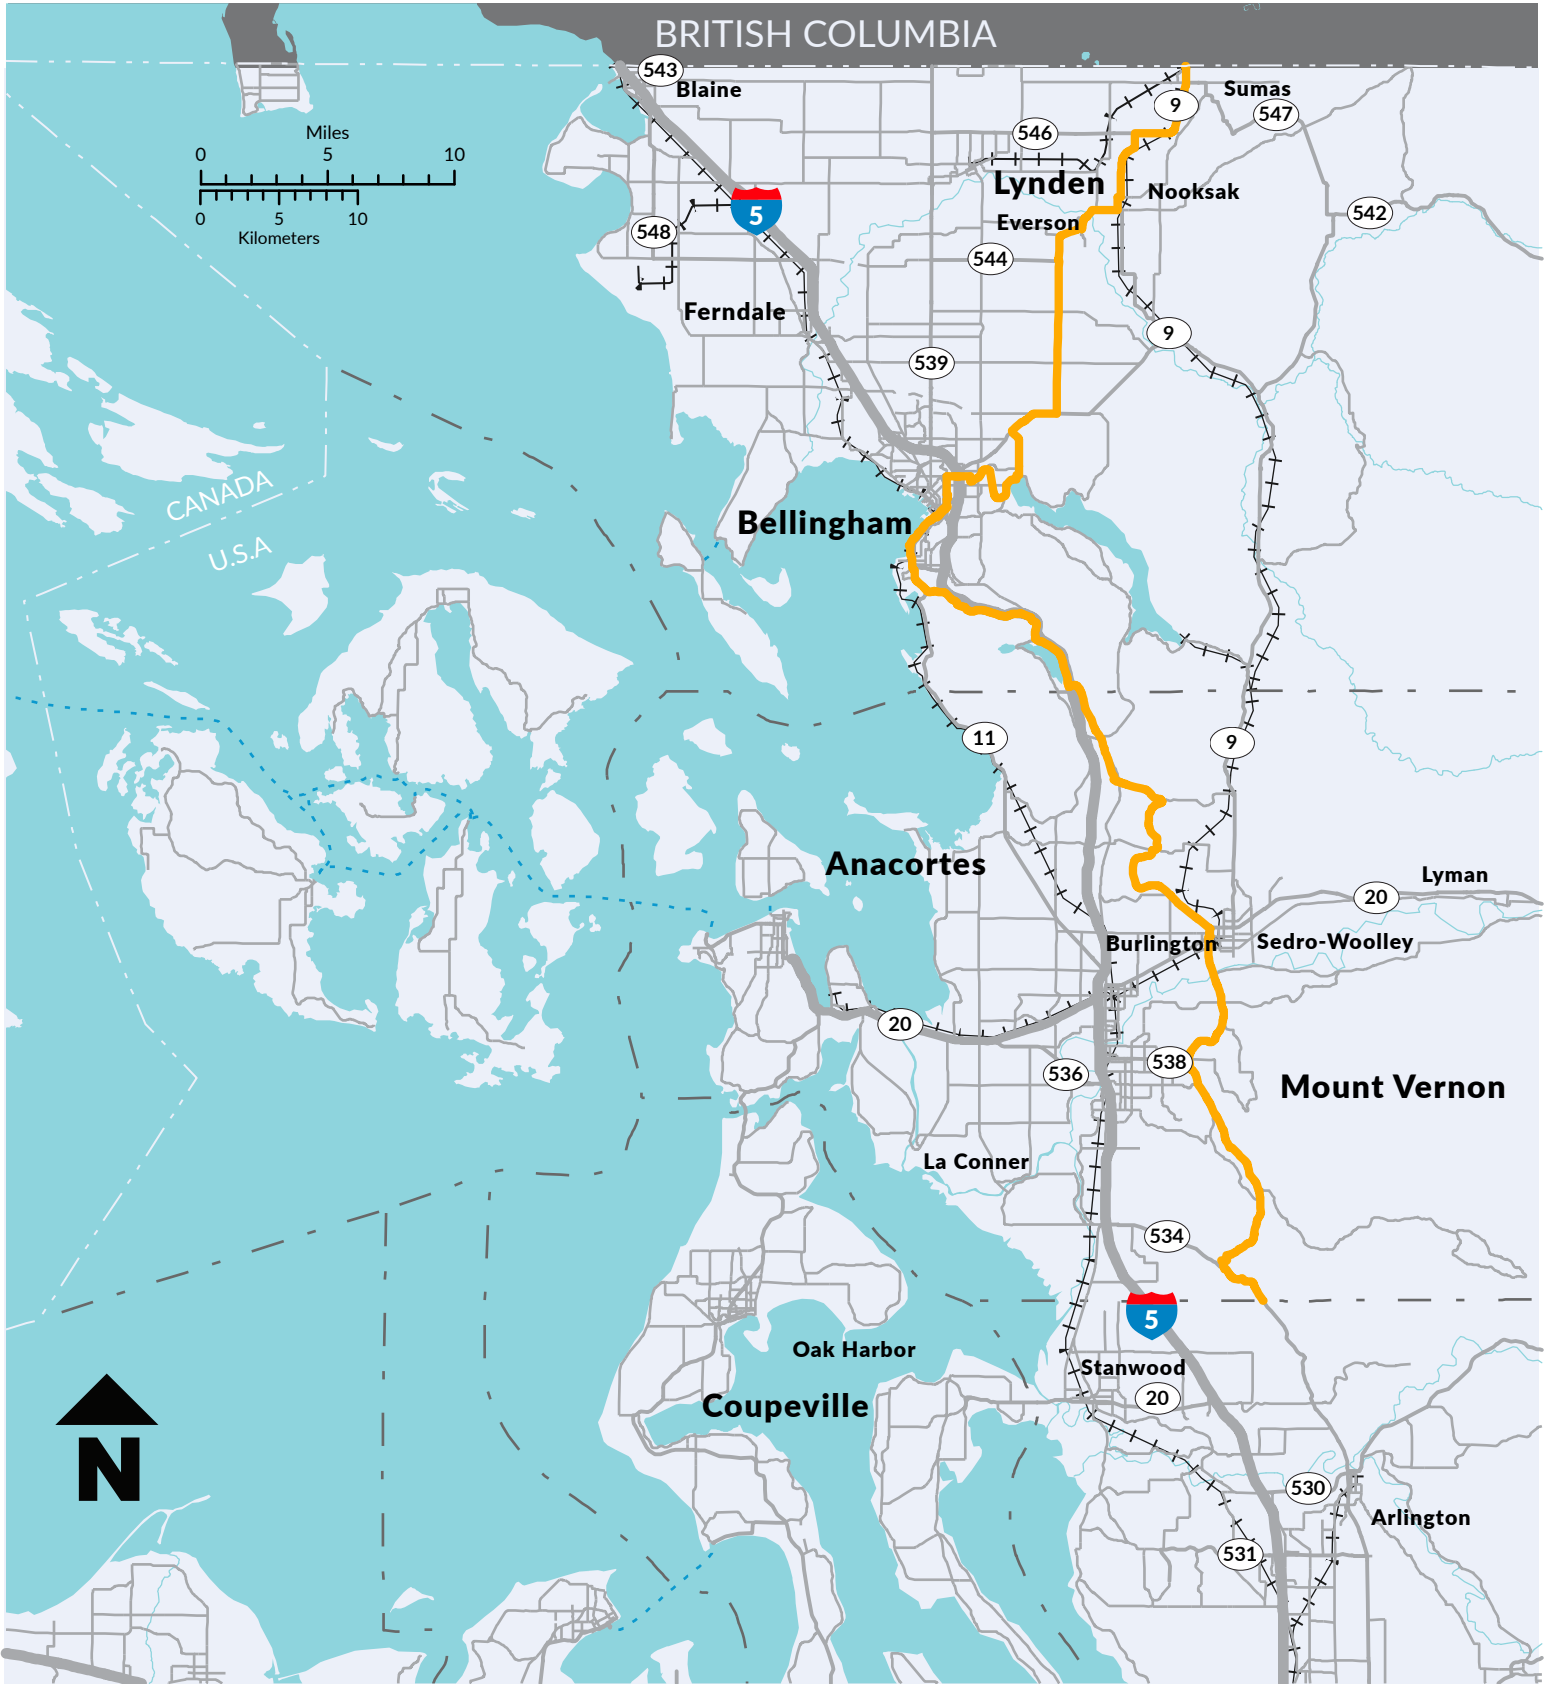 BRITISH COLUMBIA
543
Blaine
9
Sumas
547
Miles
0 5 10
0 5 10
Kilometers
546
Lynden
Nooksak
5
Everson
542
548
544
Ferndale
9
539
CANADA
U.S.A
Bellingham
11
9
Anacortes
Lyman
20
Burlington
Sedro-Woolley
20
538
536
Mount Vernon
La Conner
534
5
Oak Harbor
Stanwood
20
Coupeville
N
530
Arlington
531